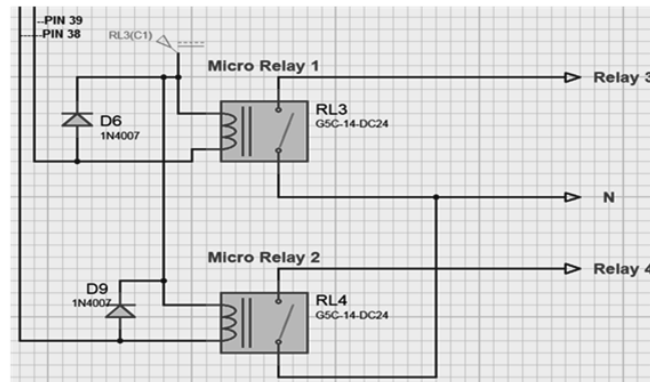 PIN 39
PIN 38
RL3(C1)
Micro Relay 1
Relay 3
RL3
G5C-14-DC24
D6
1N4007
N
Micro Relay 2
Relay 4
D9
1N4007
RL4
G5C-14-DC24